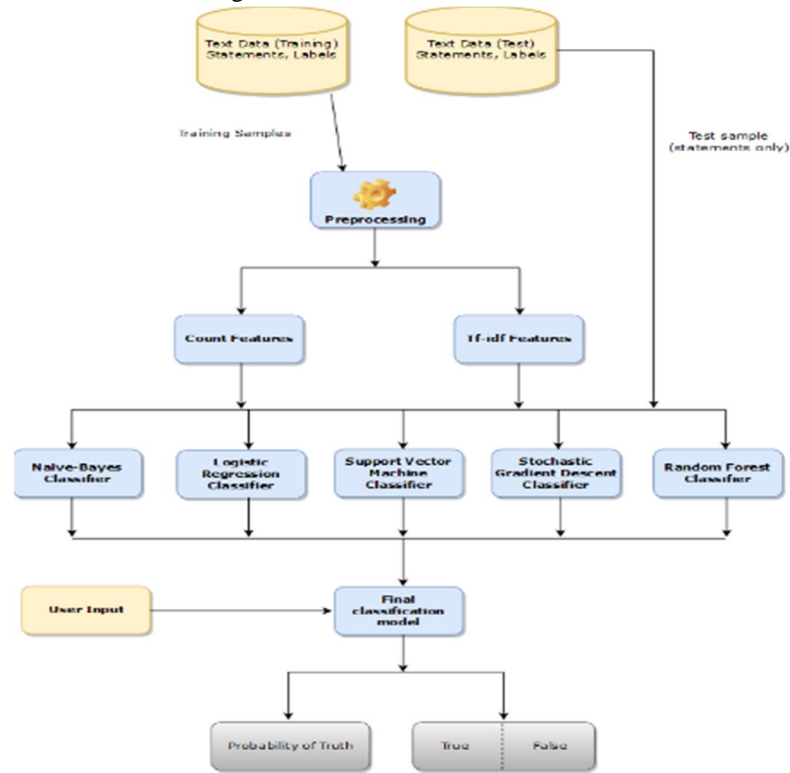 Text Data (Training)
Statements, Labels
Text Data (Test)
Statements, Labels
Training Samples
Test sample
(statements only)
Preprocessing
Count Features
Tf-idf Features
Naive-Bayes
Classifier
Logistic
Regression
Classifier
Support Vector
Machine
Classifier
Stochastic
Gradient Descent
Classifier
Random Forest
Classifier
User Input
Final
classification
model
Probability of Truth
True
False